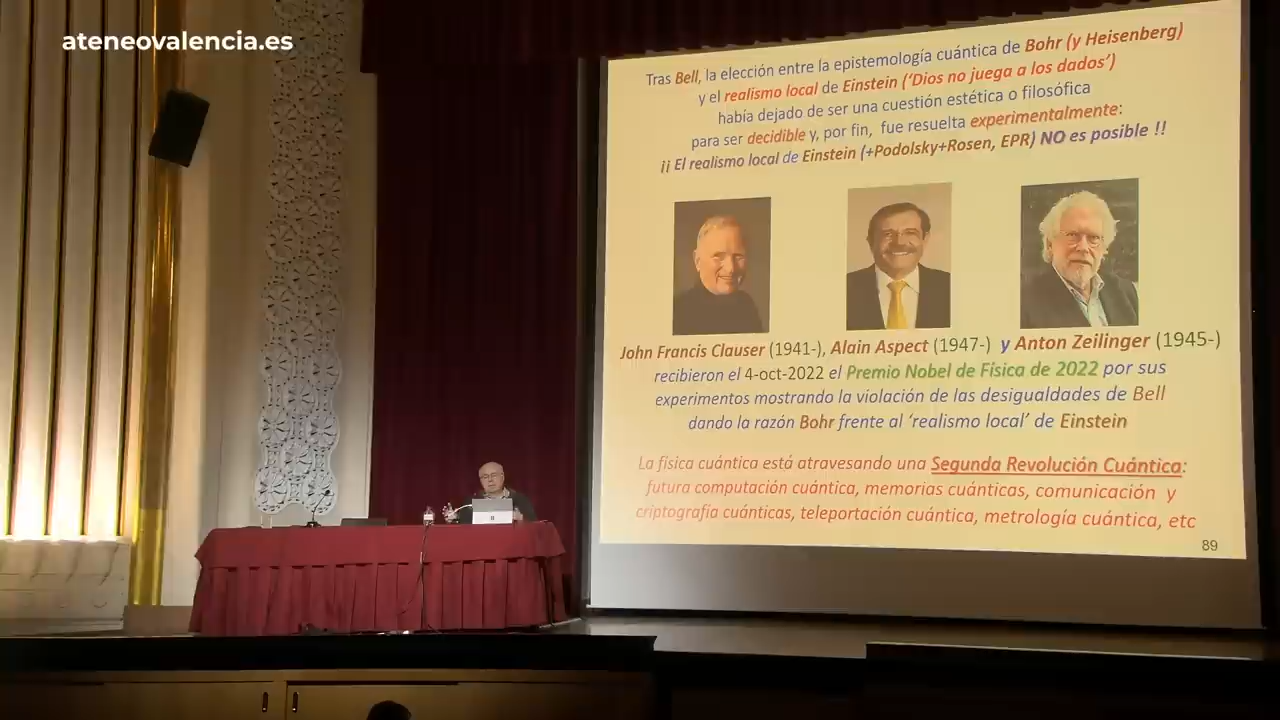 ateneovalencia.es
Tras Bell, la elección entre la epistemología cuántica de Bohr (y Heisenberg)
y el realismo local de Einstein (‘Dios no juega a los dados’)
había dejado de ser una cuestión estética o filosófica
para ser decidible y, por fin, fue resuelta experimentalmente:
¡¡ El realismo local de Einstein (+Podolsky+Rosen, EPR) NO es posible !!
John Francis Clauser (1941-), Alain Aspect (1947-) y Anton Zeilinger (1945-)
recibieron el 4-oct-2022 el Premio Nobel de Física de 2022 por sus
experimentos mostrando la violación de las desigualdades de Bell
dando la razón Bohr frente al ‘realismo local’ de Einstein
La física cuántica está atravesando una Segunda Revolución Cuántica:
futura computación cuántica, memorias cuánticas, comunicación y
criptografía cuánticas, teleportación cuántica, metrología cuántica, etc
89